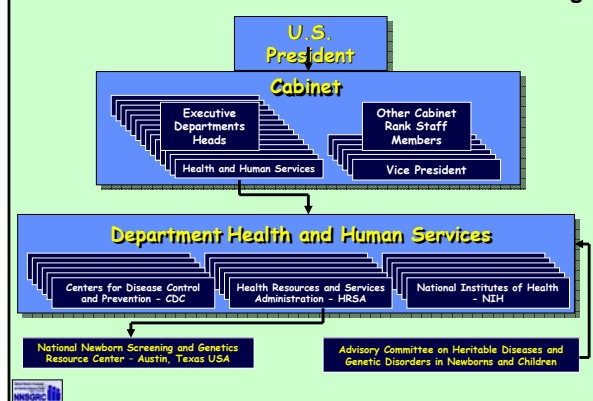 U.S.
President
Cabinet
Executive
Departments
Heads
Health and Human Services
Other Cabinet
Rank Staff
Members
Vice President
Department Health and Human Services
Centers for Disease Control
and Prevention - CDC
Health Resources and Services
Administration - HRSA
National Institutes of Health
- NIH
National Newborn Screening and Genetics
Resource Center - Austin, Texas USA
Advisory Committee on Heritable Diseases and
Genetic Disorders in Newborns and Children
NNSGRC